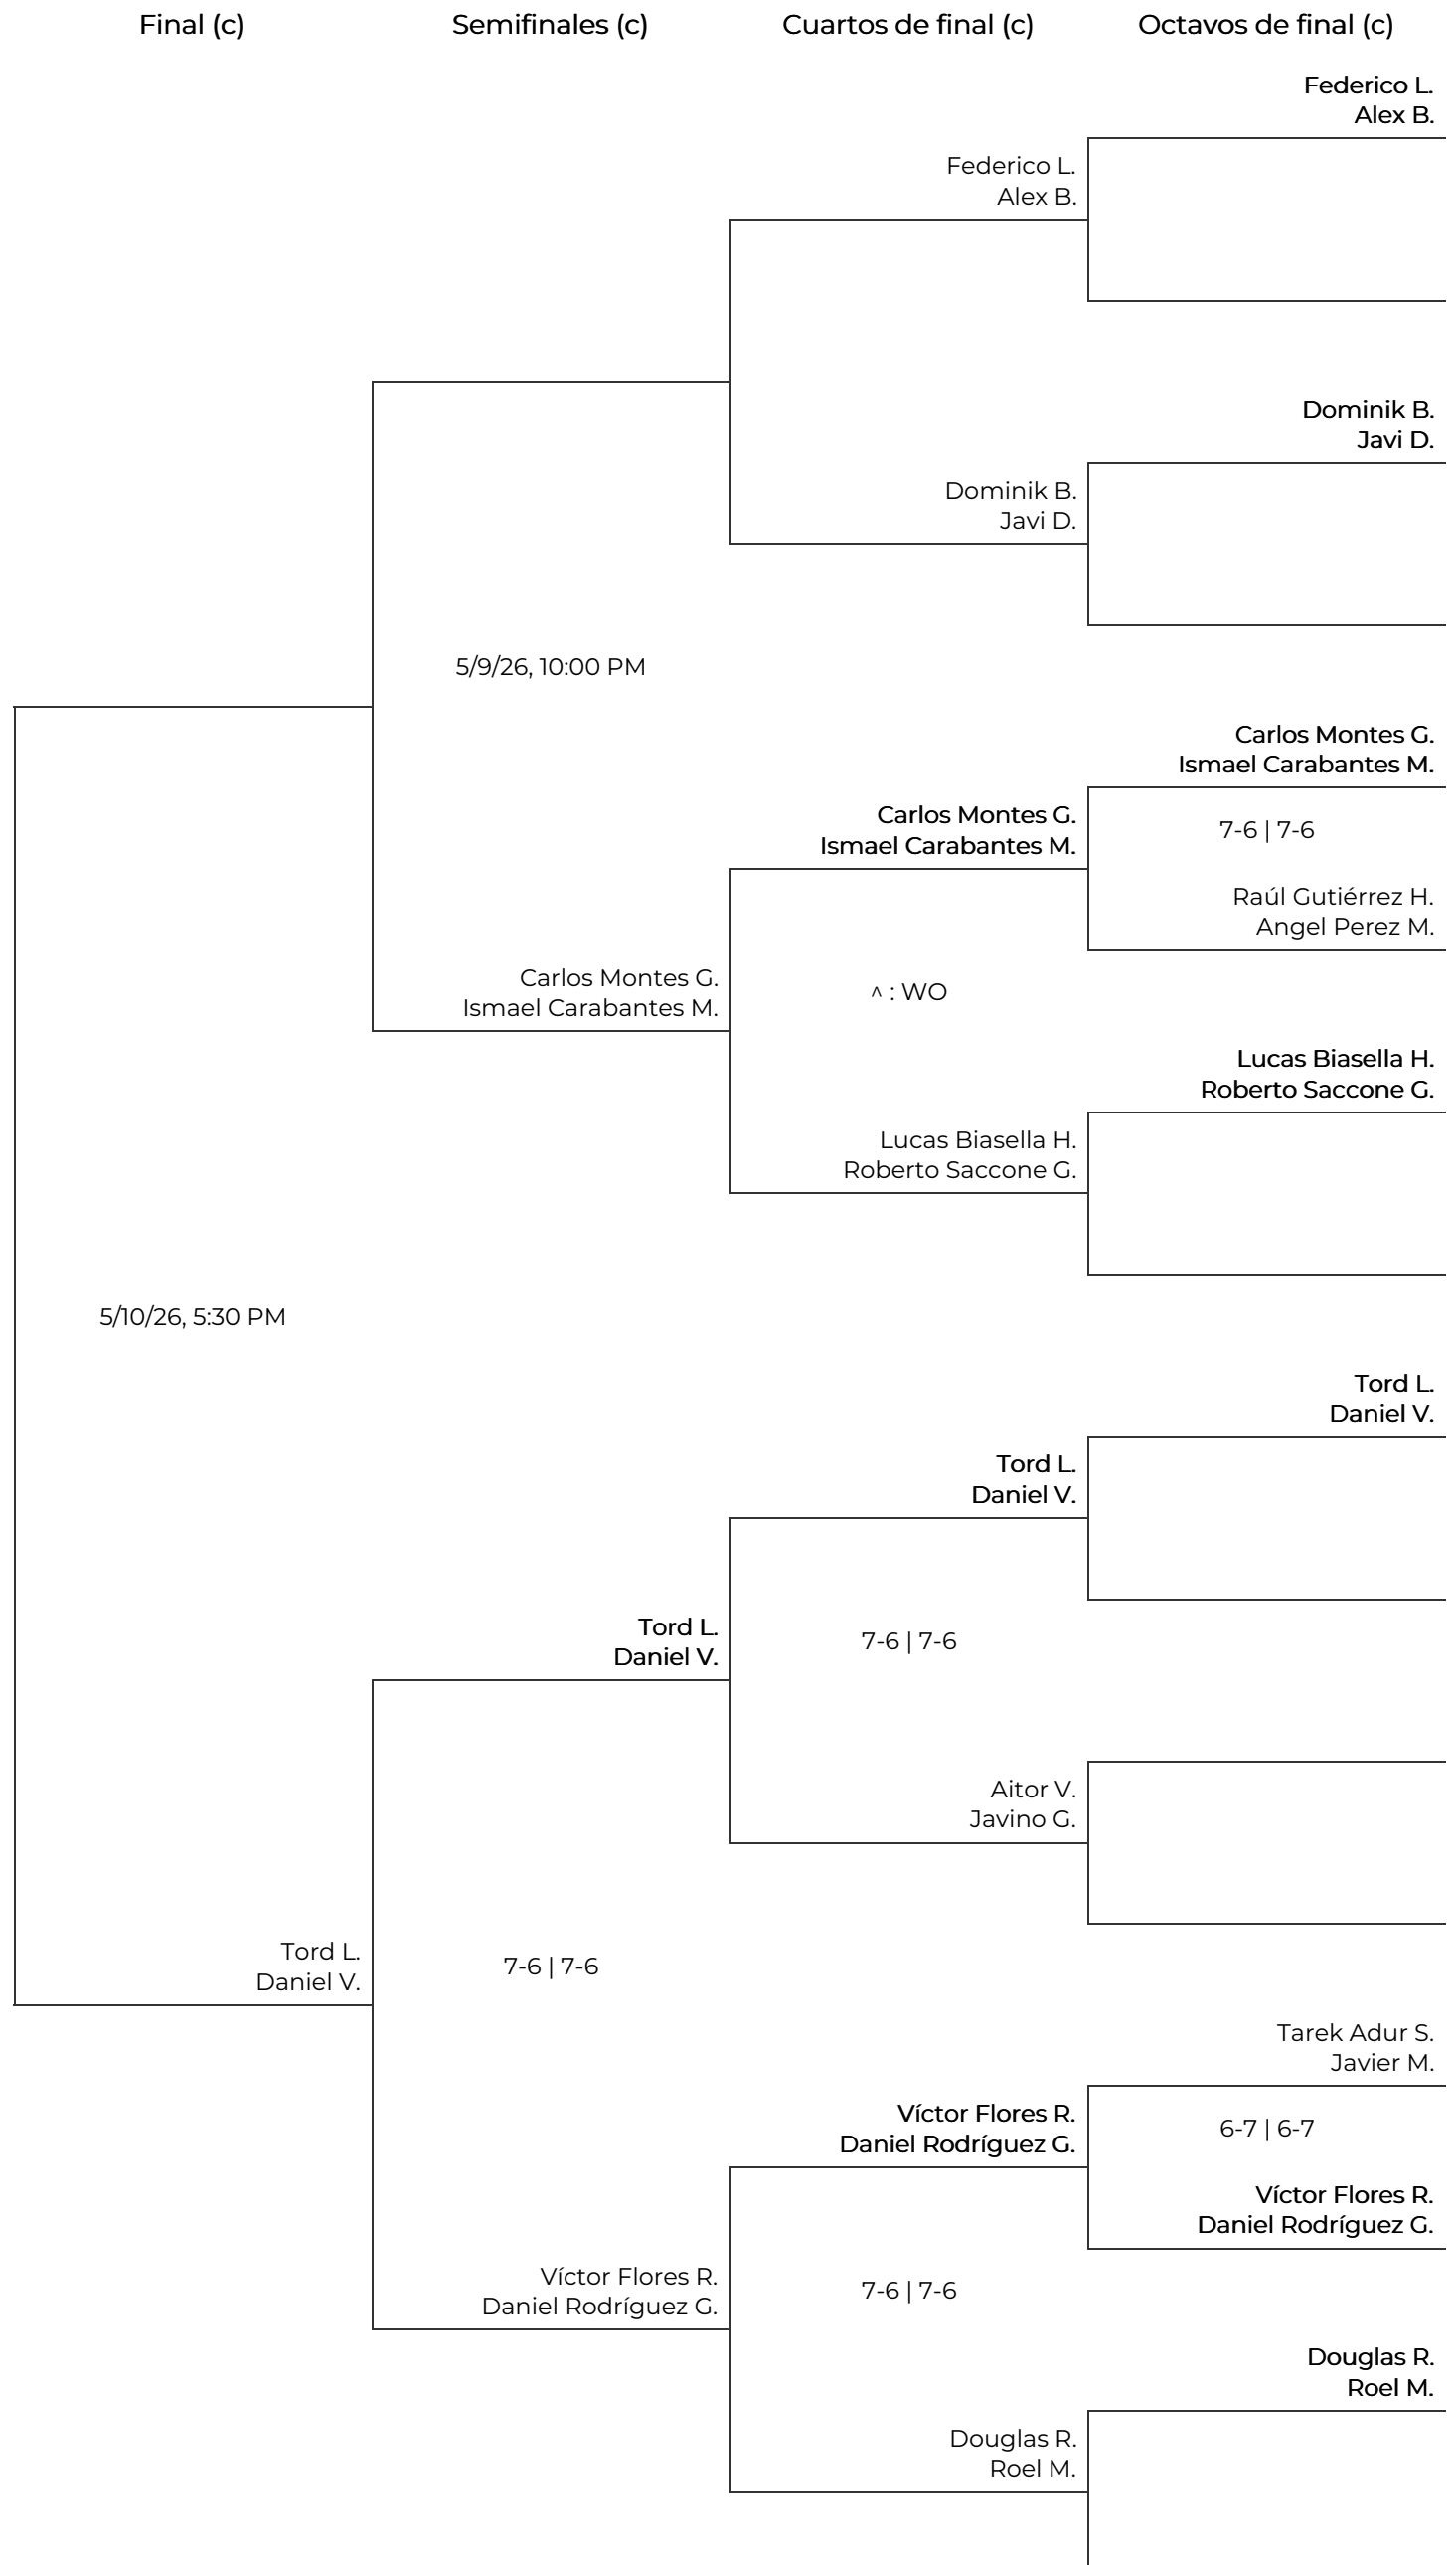 Final (c)
Semifinales (c)
Cuartos de final (c)
Octavos de final (c)
Federico L.
Alex B.
Federico L.
Alex B.
Dominik B.
Javi D.
Dominik B.
Javi D.
5/9/26, 10:00 PM
Carlos Montes G.
Ismael Carabantes M.
Carlos Montes G.
Ismael Carabantes M.
7-6 | 7-6
Raúl Gutiérrez H.
Angel Perez M.
Carlos Montes G.
Ismael Carabantes M.
^ : WO
Lucas Biasella H.
Roberto Saccone G.
Lucas Biasella H.
Roberto Saccone G.
5/10/26, 5:30 PM
Tord L.
Daniel V.
Tord L.
Daniel V.
Tord L.
Daniel V.
7-6 | 7-6
Aitor V.
Javino G.
Tord L.
Daniel V.
7-6 | 7-6
Tarek Adur S.
Javier M.
Víctor Flores R.
Daniel Rodríguez G.
6-7 | 6-7
Víctor Flores R.
Daniel Rodríguez G.
Víctor Flores R.
Daniel Rodríguez G.
7-6 | 7-6
Douglas R.
Roel M.
Douglas R.
Roel M.